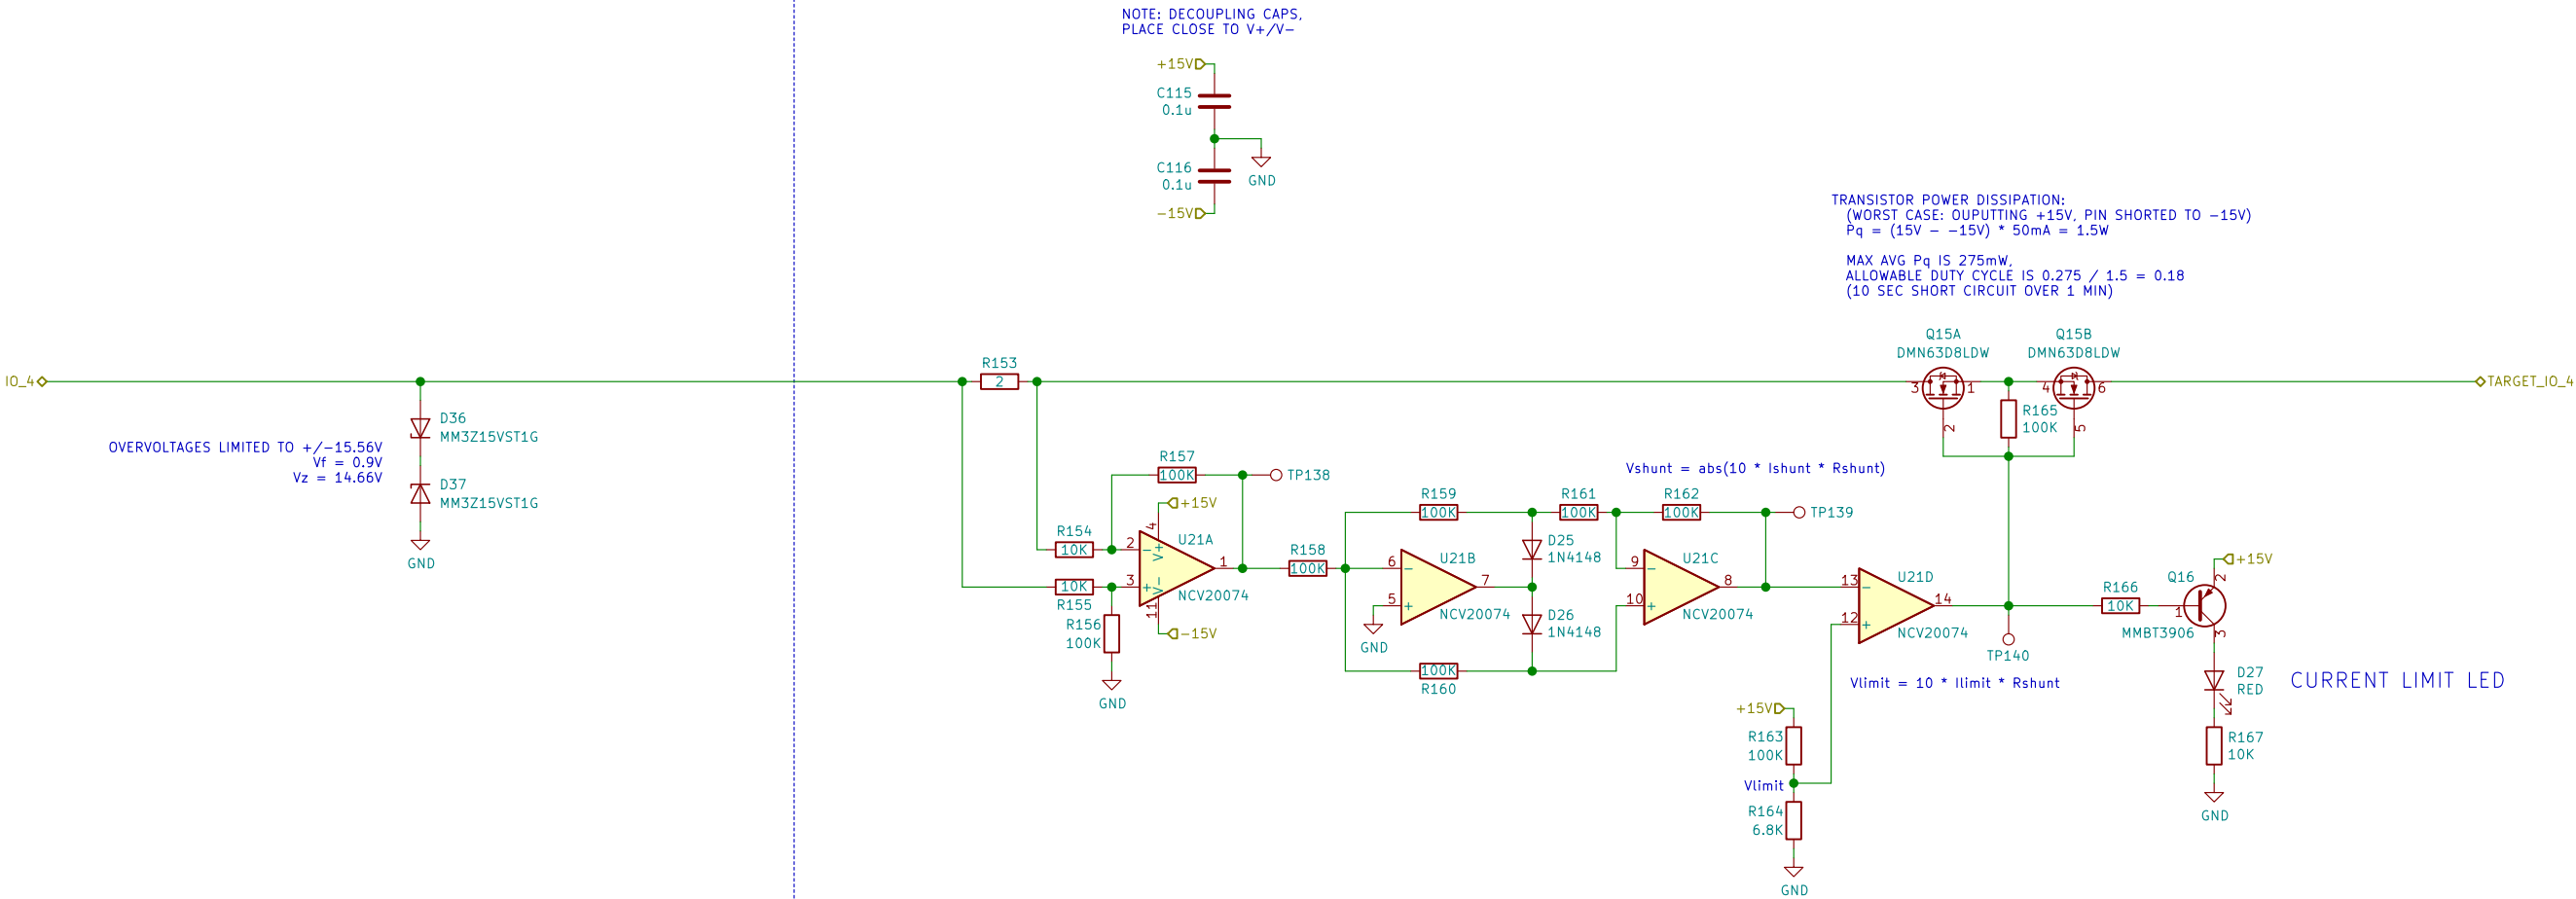 NOTE: DECOUPLING CAPS,
PLACE CLOSE TO V+/V-
+15V
C115
0.1u
C116
0.1u
GND
-15V
TRANSISTOR POWER DISSIPATION:
(WORST CASE: OUPUTTING +15V, PIN SHORTED TO -15V)
Pq = (15V - -15V) * 50mA = 1.5W
MAX AVG Pq IS 275mW,
ALLOWABLE DUTY CYCLE IS 0.275 / 1.5 = 0.18
(10 SEC SHORT CIRCUIT OVER 1 MIN)
IO_4
R153
2
Q15A
DMN63D8LDW
3
1
2
Q15B
DMN63D8LDW
4
6
5
TARGET_IO_4
R165
100K
D36
MM3Z15VST1G
OVERVOLTAGES LIMITED TO +/-15.56V
Vf = 0.9V
Vz = 14.66V
D37
MM3Z15VST1G
GND
R157
100K
TP138
+15V
R154
10K
2
4
V+
U21A
1
R155
10K
3
V-
11
NCV20074
-15V
R156
100K
GND
R158
100K
R159
100K
6
5
U21B
7
NCV20074
GND
R160
100K
D25
1N4148
D26
1N4148
R161
100K
R162
100K
Vshunt = abs(10 * Ishunt * Rshunt)
TP139
9
10
U21C
8
NCV20074
13
12
U21D
14
NCV20074
TP140
Vlimit = 10 * Ilimit * Rshunt
+15V
R163
100K
Vlimit
R164
6.8K
GND
R166
10K
+15V
Q16
2
1
3
MMBT3906
D27
RED
CURRENT LIMIT LED
R167
10K
GND